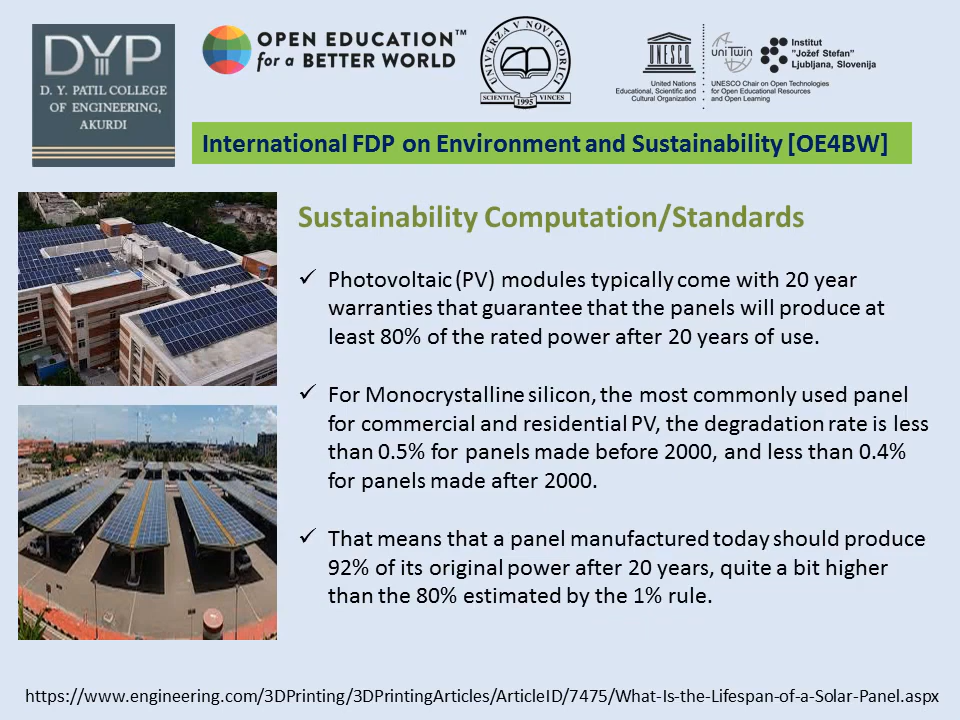 DYP
D. Y. PATIL COLLEGE
OF ENGINEERING,
AKURDI
OPEN EDUCATION™
for a BETTER WORLD
UNIVERZA V NOVI GORICI
SCIENTIA VINCES
1995
UNESCO
United Nations
Educational, Scientific and
Cultural Organization
uniTwin
Institut
"Jožef Stefan"
Ljubljana, Slovenija
UNESCO Chair on Open Technologies
for Open Educational Resources
and Open Learning
International FDP on Environment and Sustainability [OE4BW]
Sustainability Computation/Standards
✓ Photovoltaic (PV) modules typically come with 20 year
warranties that guarantee that the panels will produce at
least 80% of the rated power after 20 years of use.
✓ For Monocrystalline silicon, the most commonly used panel
for commercial and residential PV, the degradation rate is less
than 0.5% for panels made before 2000, and less than 0.4%
for panels made after 2000.
✓ That means that a panel manufactured today should produce
92% of its original power after 20 years, quite a bit higher
than the 80% estimated by the 1% rule.
https://www.engineering.com/3DPrinting/3DPrintingArticles/ArticleID/7475/What-Is-the-Lifespan-of-a-Solar-Panel.aspx